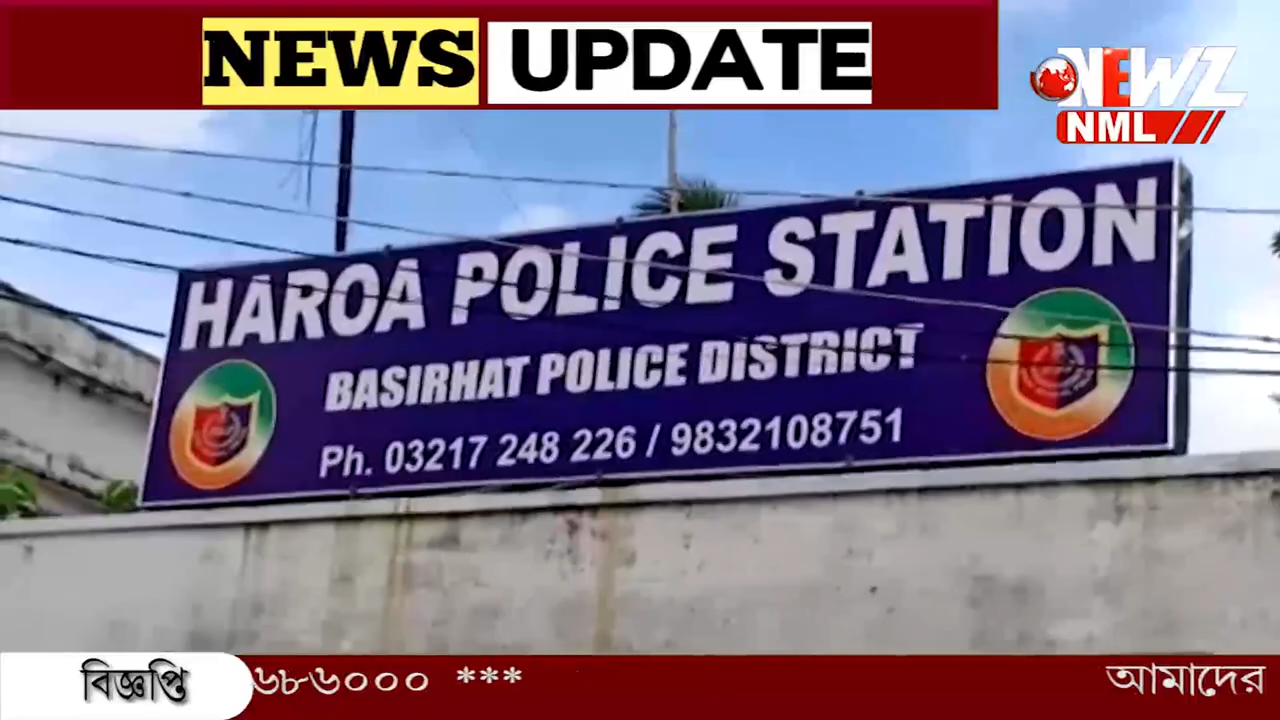 NEWS UPDATE
NEWZ
NML
HAROA POLICE STATION
BASIRHAT POLICE DISTRICT
Ph. 03217 248 226 / 9832108751
বিজ্ঞপ্তি ৬৮৬০০০ *** আমাদের